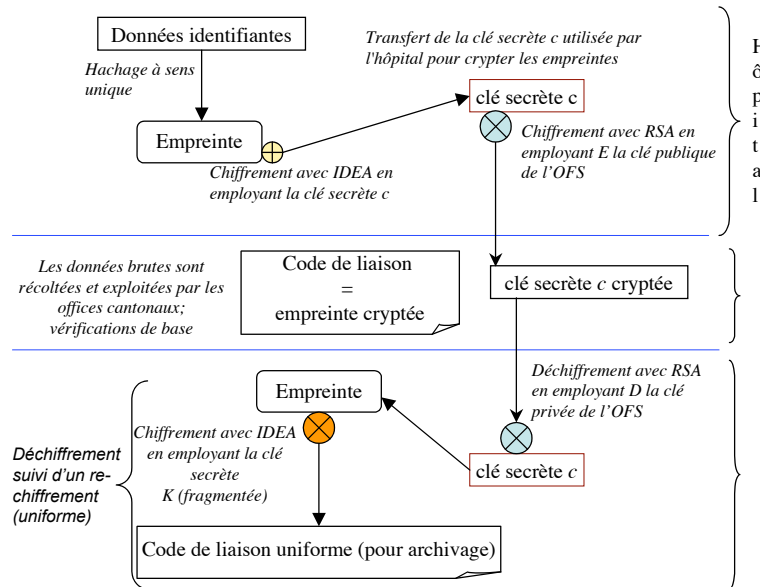 Données identifiantes
Hachage à sens
unique
Empreinte
Chiffrement avec IDEA en
employant la clé secrète c
Transfert de la clé secrète c utilisée par
l'hôpital pour crypter les empreintes
clé secrète c
Chiffrement avec RSA en
employant E la clé publique
de l’OFS
H
ô
p
i
t
a
l
Les données brutes sont
récoltées et exploitées par les
offices cantonaux;
vérifications de base
Code de liaison
=
empreinte cryptée
clé secrète c cryptée
Déchiffrement avec RSA
en employant D la clé
privée de l’OFS
clé secrète c
Empreinte
Chiffrement avec IDEA
en employant la clé
secrète
K (fragmentée)
Déchiffrement
suivi d’un re-
chiffrement
(uniforme)
Code de liaison uniforme (pour archivage)